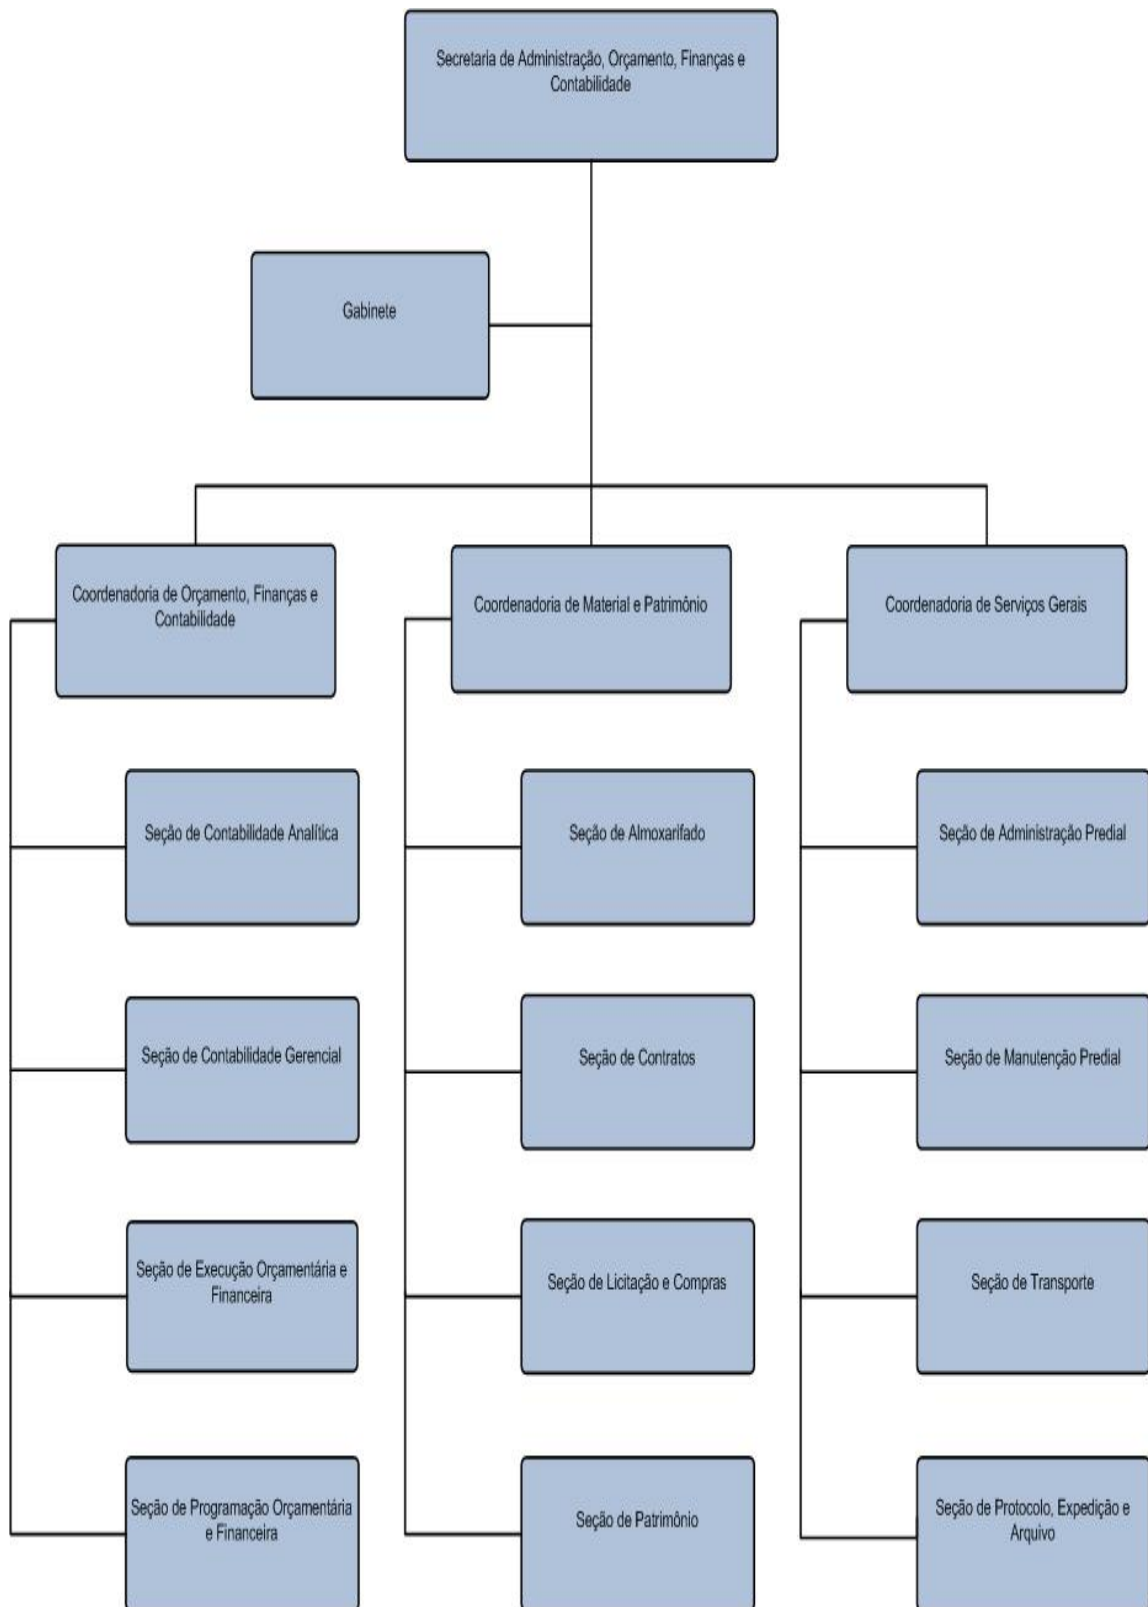 Secretaria de Administração, Orçamento, Finanças e
Contabilidade
Gabinete
Coordenadoria de Orçamento, Finanças e
Contabilidade
Coordenadoria de Material e Patrimônio
Coordenadoria de Serviços Gerais
Seção de Contabilidade Analítica
Seção de Almoxarifado
Seção de Administração Predial
Seção de Contabilidade Gerencial
Seção de Contratos
Seção de Manutenção Predial
Seção de Execução Orçamentária e
Financeira
Seção de Licitação e Compras
Seção de Transporte
Seção de Programação Orçamentária
e Financeira
Seção de Patrimônio
Seção de Protocolo, Expedição e
Arquivo